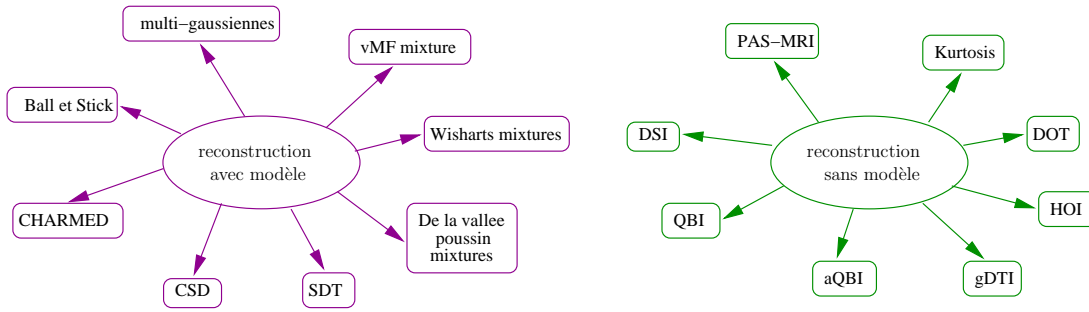 multi-gaussiennes
vMF mixture
Ball et Stick
Wisharts mixtures
reconstruction
avec modèle
CHARMED
De la vallee
poussin
mixtures
CSD
SDT
PAS-MRI
Kurtosis
DSI
DOT
reconstruction
sans modèle
QBI
HOI
aQBI
gDTI